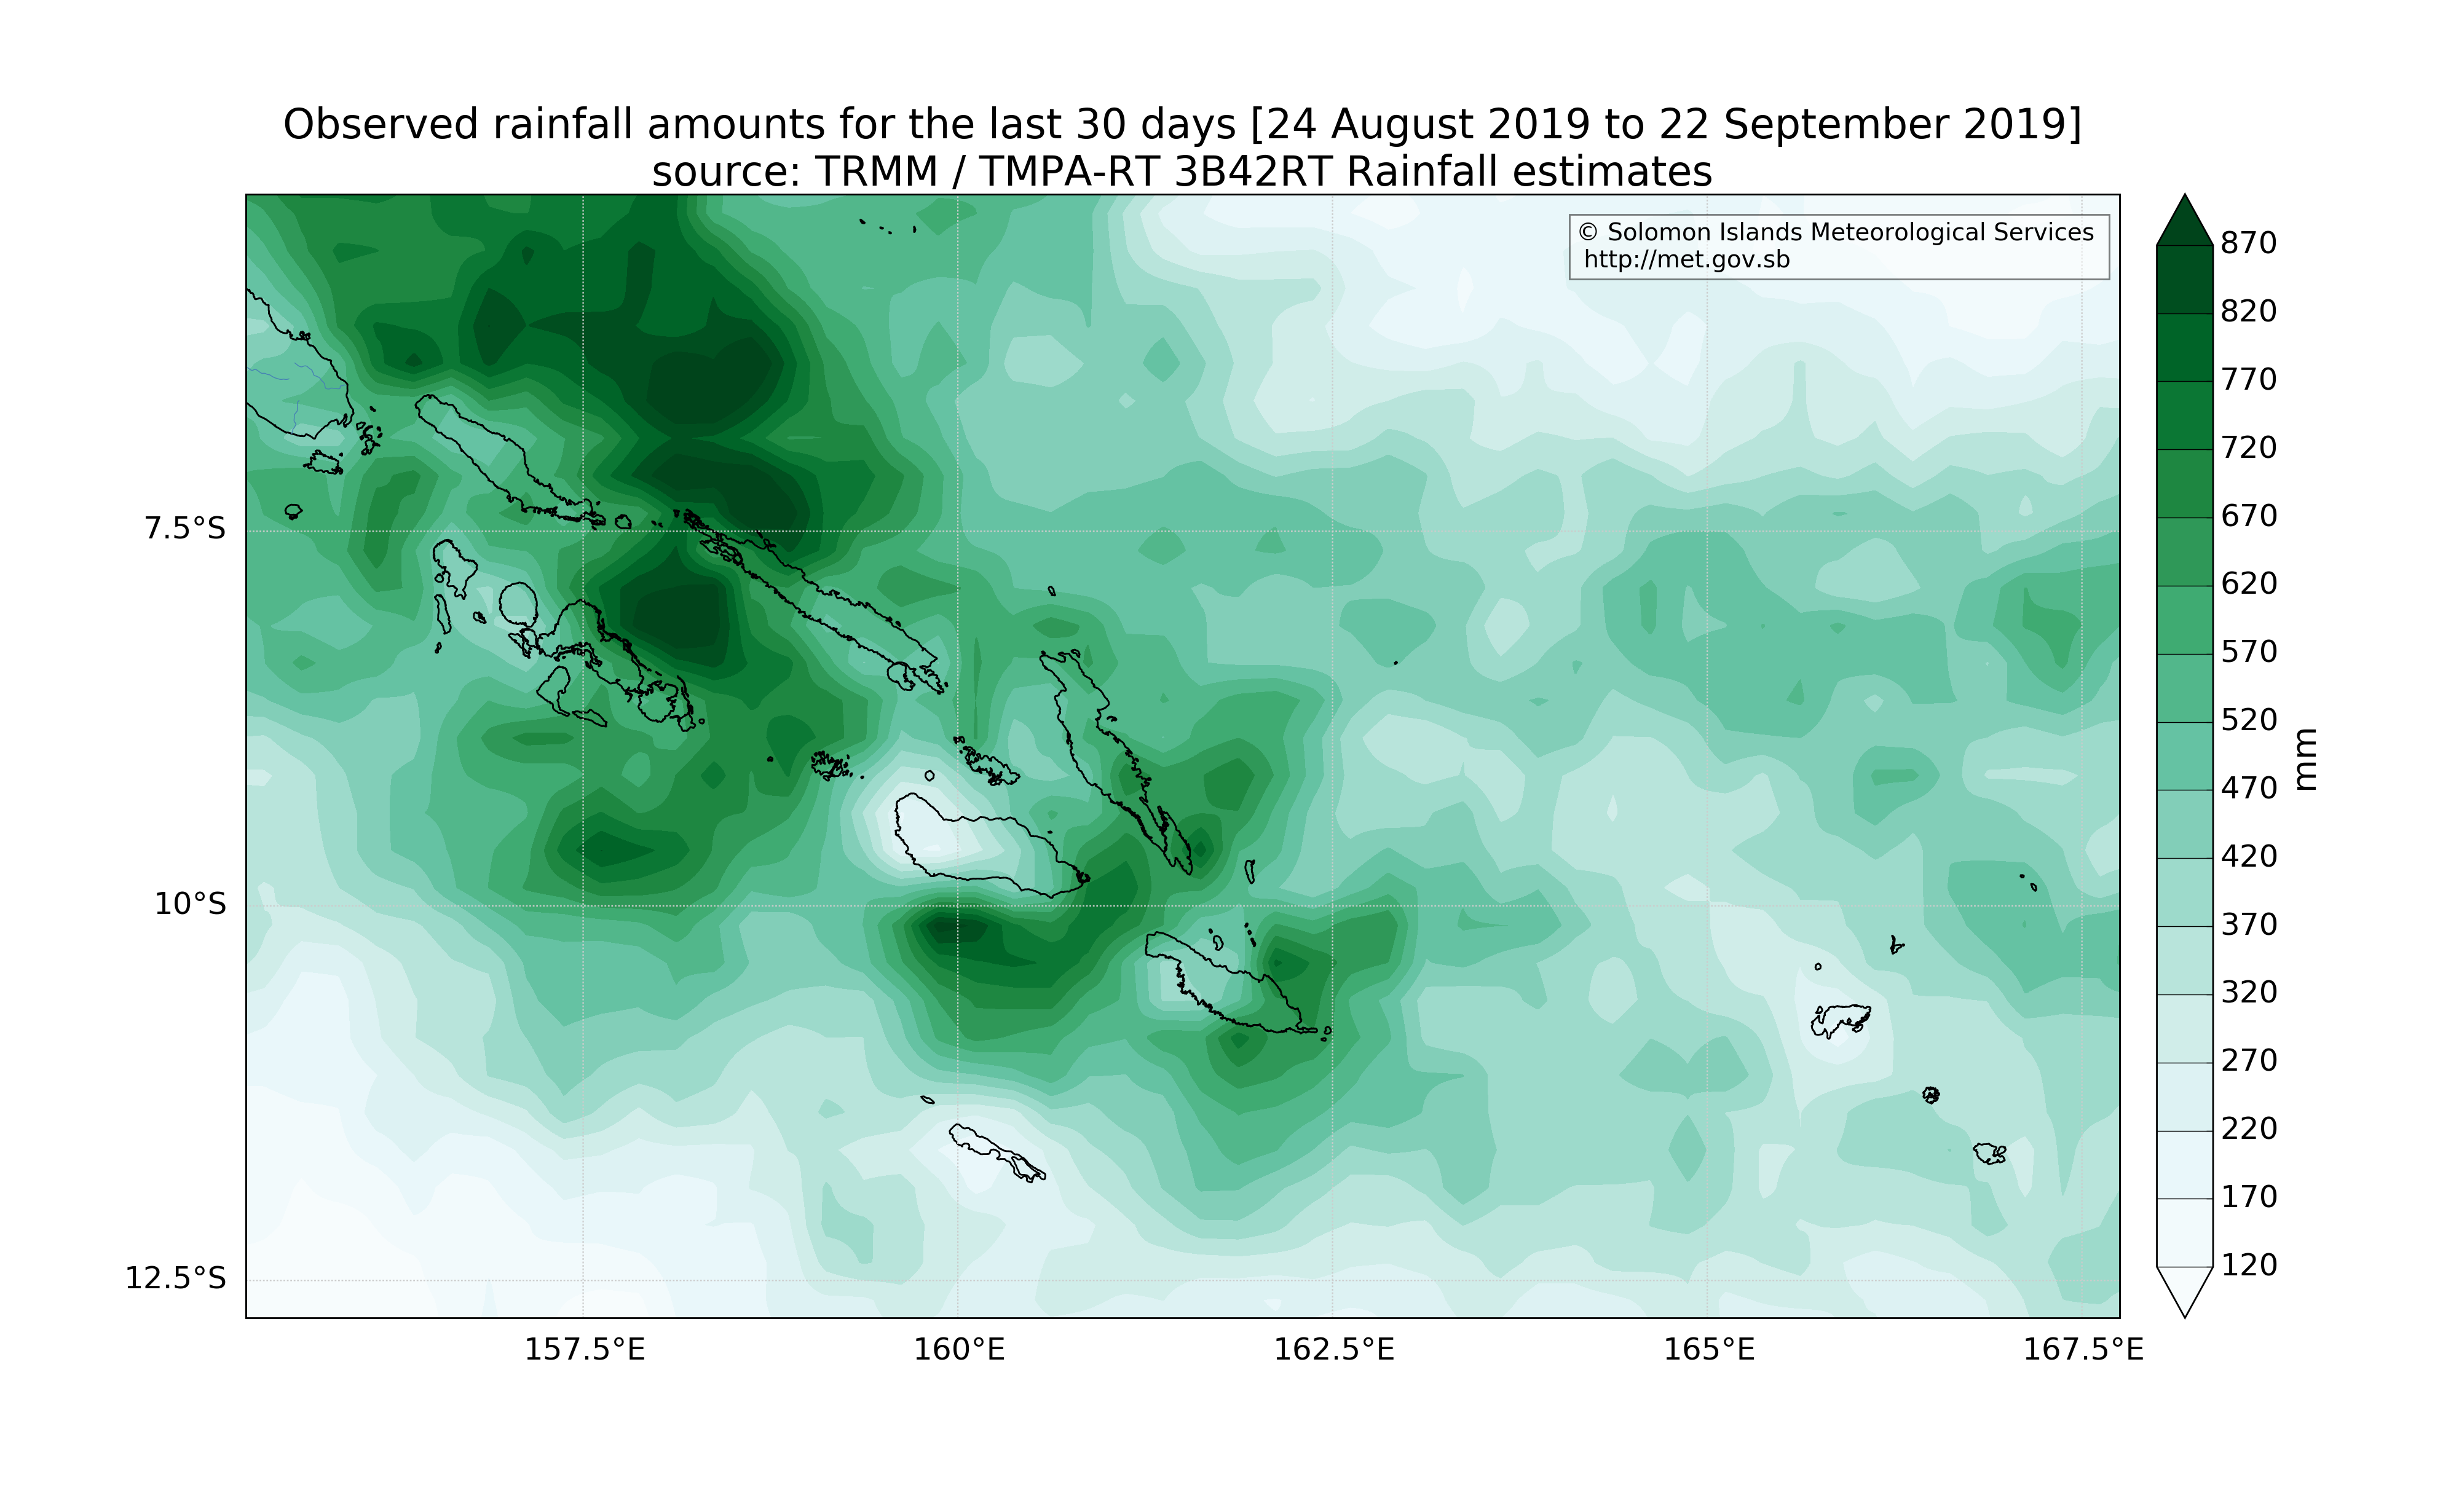 Observed rainfall amounts for the last 30 days [24 August 2019 to 22 September 2019]
source: TRMM / TMPA-RT 3B42RT Rainfall estimates
© Solomon Islands Meteorological Services
http://met.gov.sb
7.5°S
10°S
12.5°S
157.5°E
160°E
162.5°E
165°E
167.5°E
870
820
770
720
670
620
570
520
470
420
370
320
270
220
170
120
mm